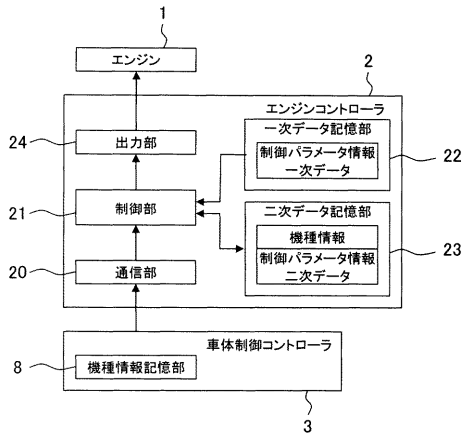 1
エンジン
2
エンジンコントローラ
24
出力部
一次データ記憶部
制御パラメータ情報
一次データ
22
21
制御部
二次データ記憶部
機種情報
制御パラメータ情報
二次データ
23
20
通信部
車体制御コントローラ
8
機種情報記憶部
3